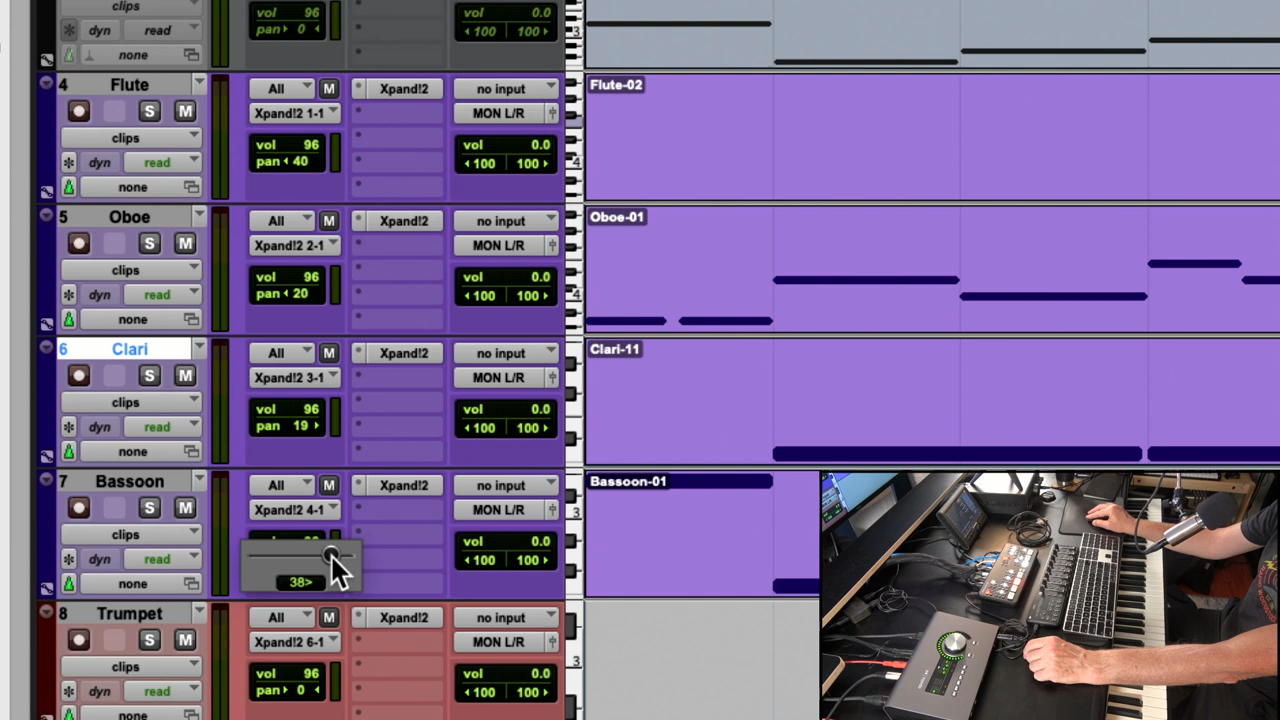 clips
dyn read
none
vol 96
pan 0
vol 0.0
100 100
3
4 Flute
S M
clips
dyn read
none
All M
Xpand!2 1-1
vol 96
pan 40
Xpand!2
no input
MON L/R
vol 0.0
100 100
4
Flute-02
5 Oboe
S M
clips
dyn read
none
All M
Xpand!2 2-1
vol 96
pan 20
Xpand!2
no input
MON L/R
vol 0.0
100 100
4
Oboe-01
6 Clari
S M
clips
dyn read
none
All M
Xpand!2 3-1
vol 96
pan 19
Xpand!2
no input
MON L/R
vol 0.0
100 100
Clari-11
7 Bassoon
S M
clips
dyn read
none
All M
Xpand!2 4-1
38>
Xpand!2
no input
MON L/R
vol 0.0
100 100
3
Bassoon-01
8 Trumpet
S M
clips
dyn read
none
All M
Xpand!2 6-1
vol 96
pan 0
Xpand!2
no input
MON L/R
vol 0.0
100 100
3